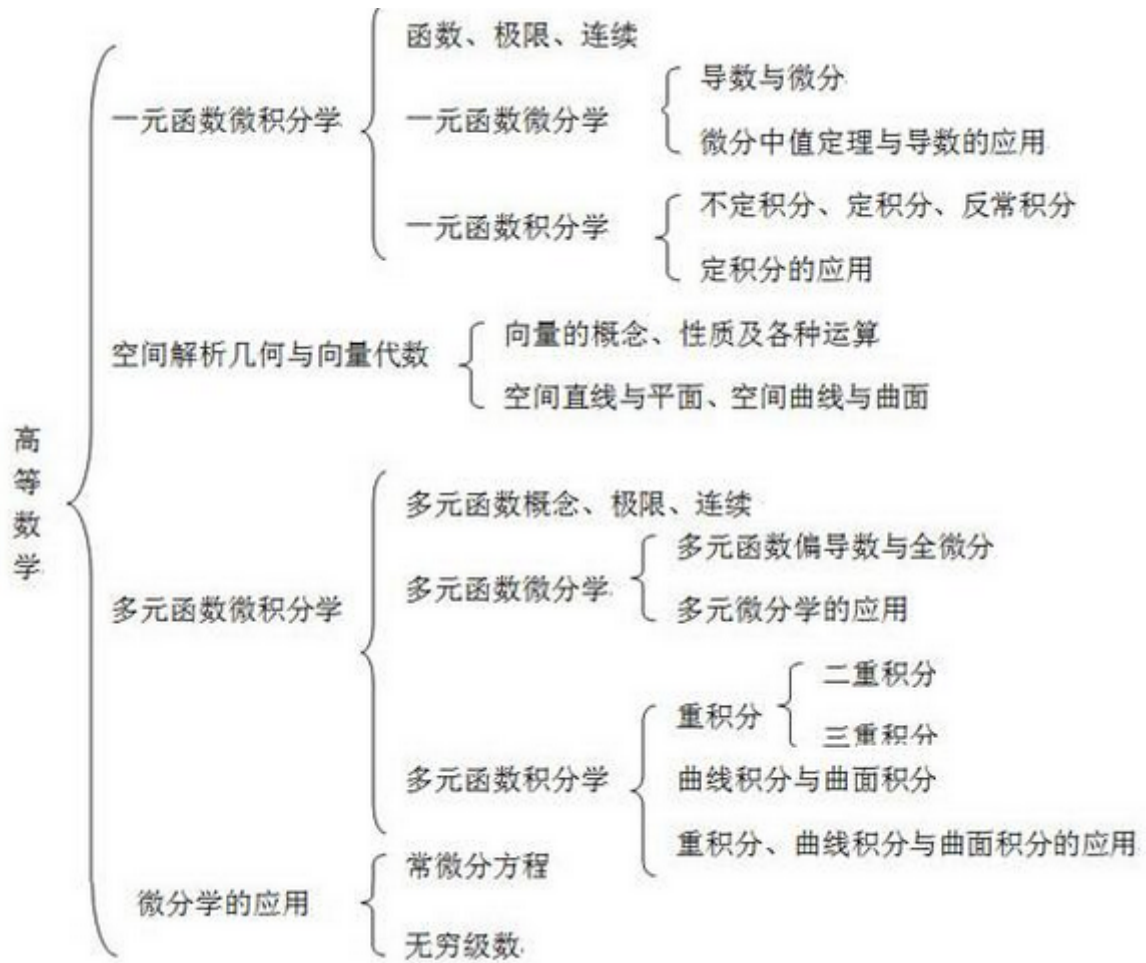 高等数学
一元函数微积分学
函数、极限、连续
一元函数微分学
导数与微分
微分中值定理与导数的应用
一元函数积分学
不定积分、定积分、反常积分
定积分的应用
空间解析几何与向量代数
向量的概念、性质及各种运算
空间直线与平面、空间曲线与曲面
多元函数微积分学
多元函数概念、极限、连续
多元函数微分学
多元函数偏导数与全微分
多元微分学的应用
多元函数积分学
重积分
二重积分
三重积分
曲线积分与曲面积分
重积分、曲线积分与曲面积分的应用
微分学的应用
常微分方程
无穷级数